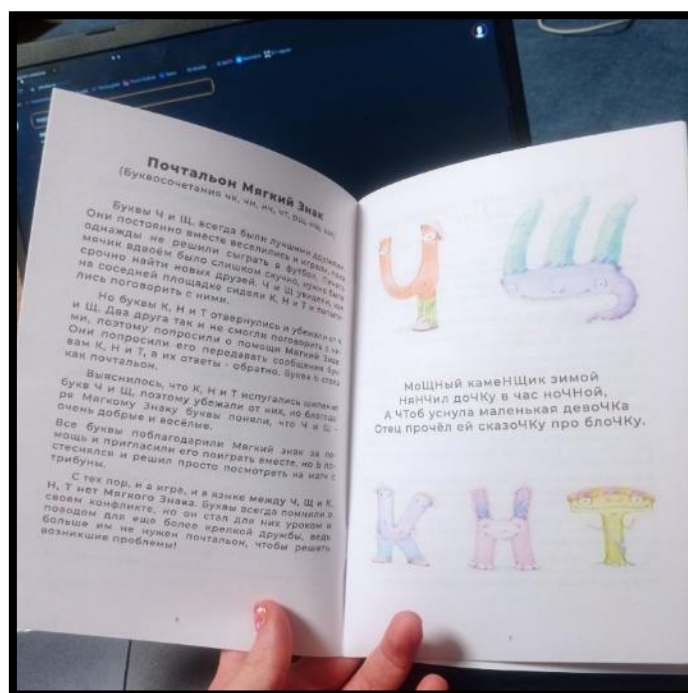 Почтальон Мягкий Знак
(Буквосочетания чк, чн, нч, чт, рщ, нщ,
Буквы Ч и Щ, всегда были лучшими друзьями.
Они постоянно вместе веселились и играли, пока
однажды не решили сыграть в футбол. Пинать
мячик вдвоём было слишком скучно, нужно было
срочно найти новых друзей. Ч и Щ увидели, что
на соседней площадке сидели К, Н и Т и попыта-
лись поговорить с ними.
Но буквы К, Н и Т отвернулись и убежали от Ч
и Щ. Два друга так и не смогли поговорить с ни-
ми, поэтому попросили о помощи Мягкий Знак.
Они попросили его передавать сообщения бук-
вам К, Н и Т, а их ответы - обратно. Буква Ь стала
как почтальон.
Выяснилось, что К, Н и Т испугались шипения
букв Ч и Щ, поэтому убежали от них, но благода-
ря Мягкому Знаку буквы поняли, что Ч и Щ -
очень добрые и весёлые.
Все буквы поблагодарили Мягкий знак за по-
мощь и пригласили его поиграть вместе, но Ь по-
стеснялся и решил просто посмотреть на матч с
трибуны.
С тех пор, и в игре, и в языке между Ч, Щ и К,
Н, Т нет Мягкого Знака. Буквы всегда помнили о
своем конфликте, но он стал для них уроком и
поводом для еще более крепкой дружбы, ведь
больше им не нужен почтальон, чтобы решать
возникшие проблемы!
Ч Щ
МоЩНый камеНЩик зимой
НяНЧил доЧКу в час ноЧНой,
А ЧТоб уснула маленькая девоЧКа
Отец прочёл ей сказоЧКу про блоЧКу.
К Н Т